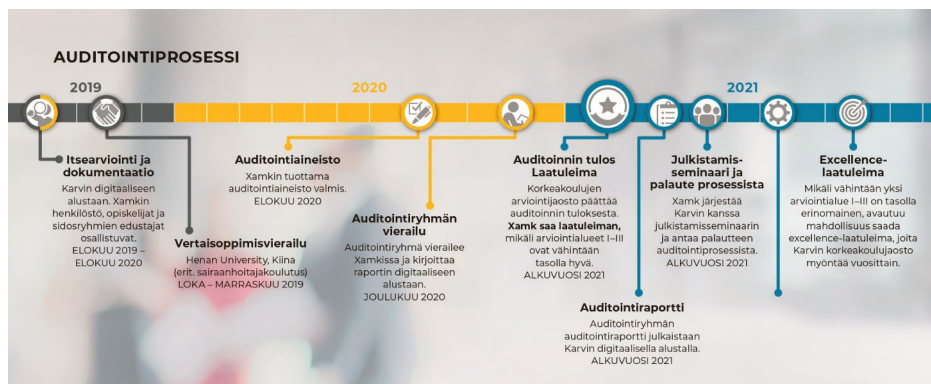 AUDITOINTIPROSESSI
2019
2020
2021
Itsearviointi ja
dokumentaatio
Karvin digitaaliseen
alustaan. Xamkin
henkilöstö, opiskelijat ja
sidosryhmien edustajat
osallistuvat.
ELOKUU 2019 –
ELOKUU 2020
Vertaisoppimisvierailu
Henan University, Kiina
(erit. sairaanhoitajakoulutus)
LOKA – MARRASKUU 2019
Auditointiaineisto
Xamkin tuottama
auditointiaineisto valmis.
ELOKUU 2020
Auditointiryhmän
vierailu
Auditointiryhmä vierailee
Xamkissa ja kirjoittaa
raportin digitaaliseen
alustaan.
JOULUKUU 2020
Auditoinnin tulos
Laatuleima
Korkeakoulujen
arviointijaosto päättää
auditoinnin tuloksesta.
Xamk saa laatuleiman,
mikäli arviointialueet I–III
ovat vähintään
tasolla hyvä.
ALKUVUOSI 2021
Auditointiraportti
Auditointiryhmän
auditointiraportti julkaistaan
Karvin digitaalisella alustalla.
ALKUVUOSI 2021
Julkistamis-
seminaari ja
palaute prosessista
Xamk järjestää
Karvin kanssa
julkistamisseminaarin
ja antaa palautteen
auditointiprosessista.
ALKUVUOSI 2021
Excellence-
laatuleima
Mikäli vähintään yksi
arviointialue I–III on tasolla
erinomainen, avautuu
mahdollisuus saada
excellence-laatuleima, joita
Karvin korkeakoulujaosto
myöntää vuosittain.